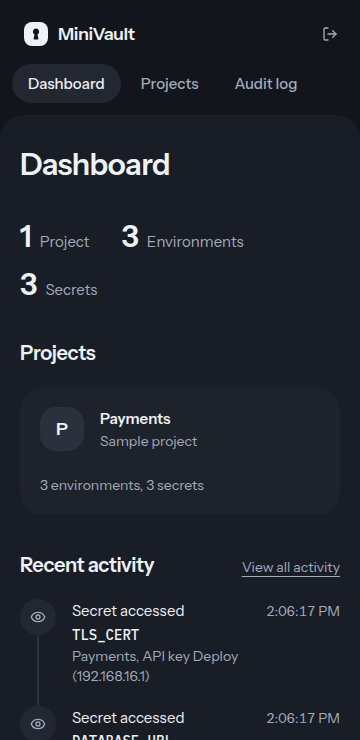 MiniVault
Dashboard Projects Audit log
Dashboard
1 Project 3 Environments
3 Secrets
Projects
P
Payments
Sample project
3 environments, 3 secrets
Recent activity View all activity
Secret accessed 2:06:17 PM
TLS_CERT
Payments, API key Deploy
(192.168.16.1)
Secret accessed 2:06:17 PM
DATABASE_URL